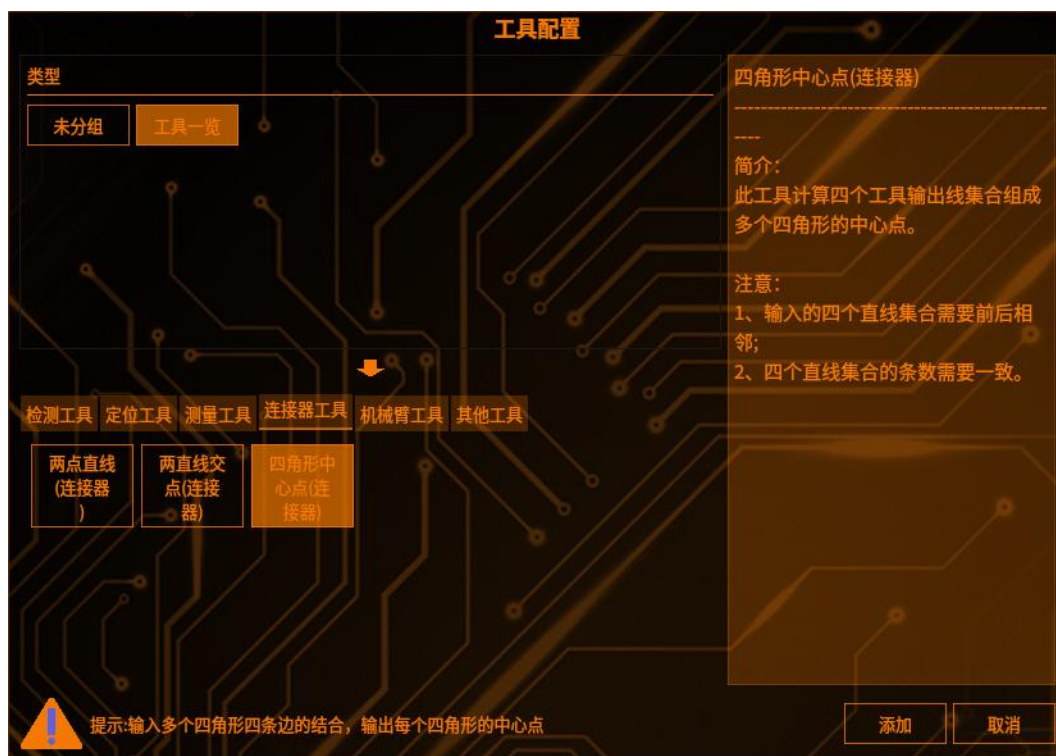 工具配置
类型
未分组
工具一览
检测工具
定位工具
测量工具
连接器工具
机械臂工具
其他工具
两点直线
(连接器
)
两直线交
点(连接
器)
四角形中
心点(连
接器)
四角形中心点(连接器)
------------------------------------------------
----
简介:
此工具计算四个工具输出线集合组成
多个四角形的中心点。
注意:
1、输入的四个直线集合需要前后相
邻;
2、四个直线集合的条数需要一致。
提示:输入多个四角形四条边的结合，输出每个四角形的中心点
添加
取消